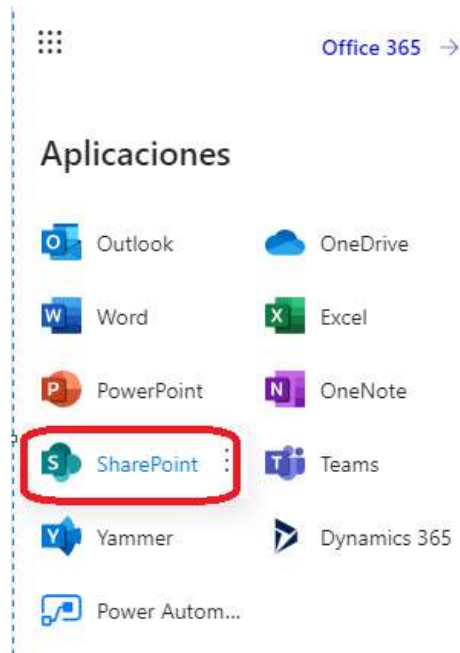 Office 365 →
Aplicaciones
Outlook OneDrive
Word Excel
PowerPoint OneNote
SharePoint Teams
Yammer Dynamics 365
Power Autom...